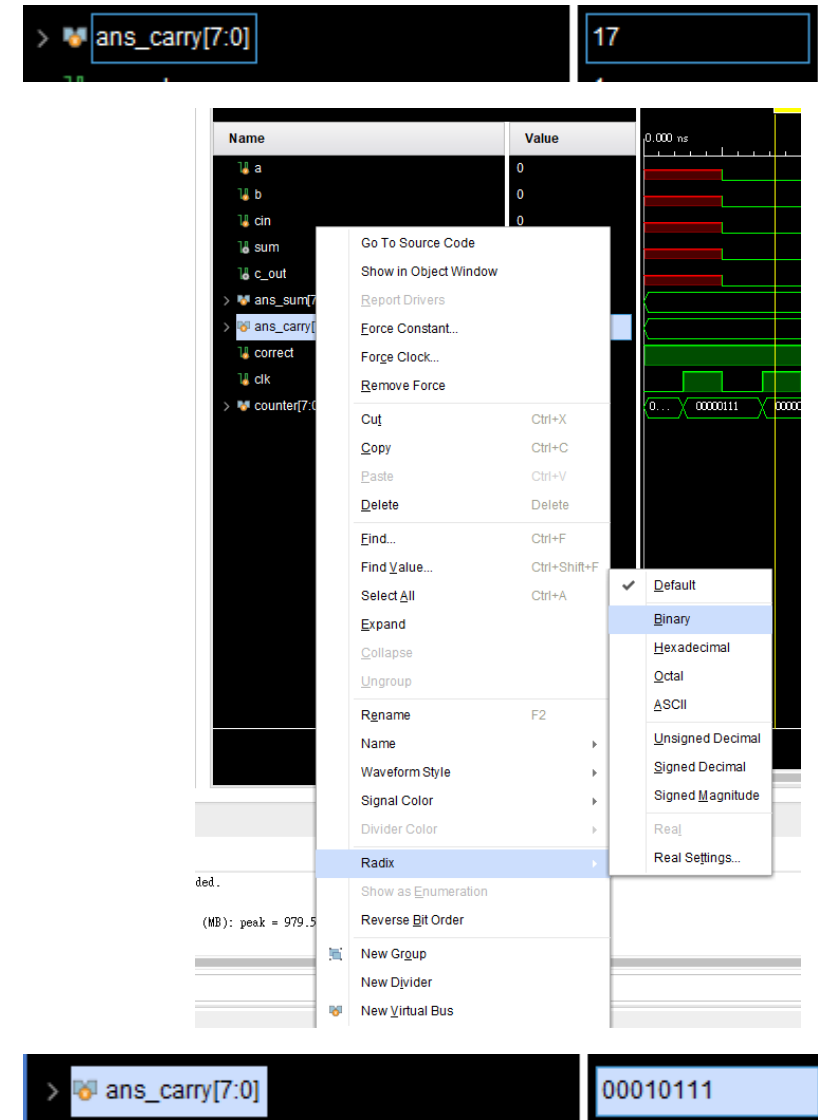 ans_carry[7:0] 17
Name Value 0.000 ns
a 0
b 0
cin 0
sum
c_out
ans_sum[7
ans_carry[
correct
clk
counter[7:0 0... 00000111 0000
Go To Source Code
Show in Object Window
Report Drivers
Force Constant...
Force Clock...
Remove Force
Cut Ctrl+X
Copy Ctrl+C
Paste Ctrl+V
Delete Delete
Find... Ctrl+F
Find Value... Ctrl+Shift+F
Select All Ctrl+A
Expand
Collapse
Ungroup
Rename F2
Name
Waveform Style
Signal Color
Divider Color
Radix
Show as Enumeration
Reverse Bit Order
New Group
New Divider
New Virtual Bus
Default
Binary
Hexadecimal
Octal
ASCII
Unsigned Decimal
Signed Decimal
Signed Magnitude
Real
Real Settings...
ded.
(MB): peak = 979.5
ans_carry[7:0] 00010111